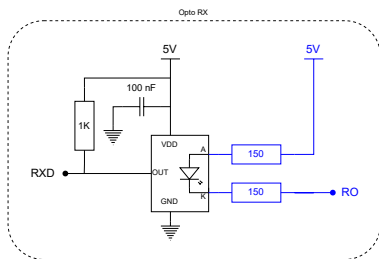 Opto RX
5V
5V
100 nF
1K
VDD
A
150
RXD
OUT
K
150
RO
GND